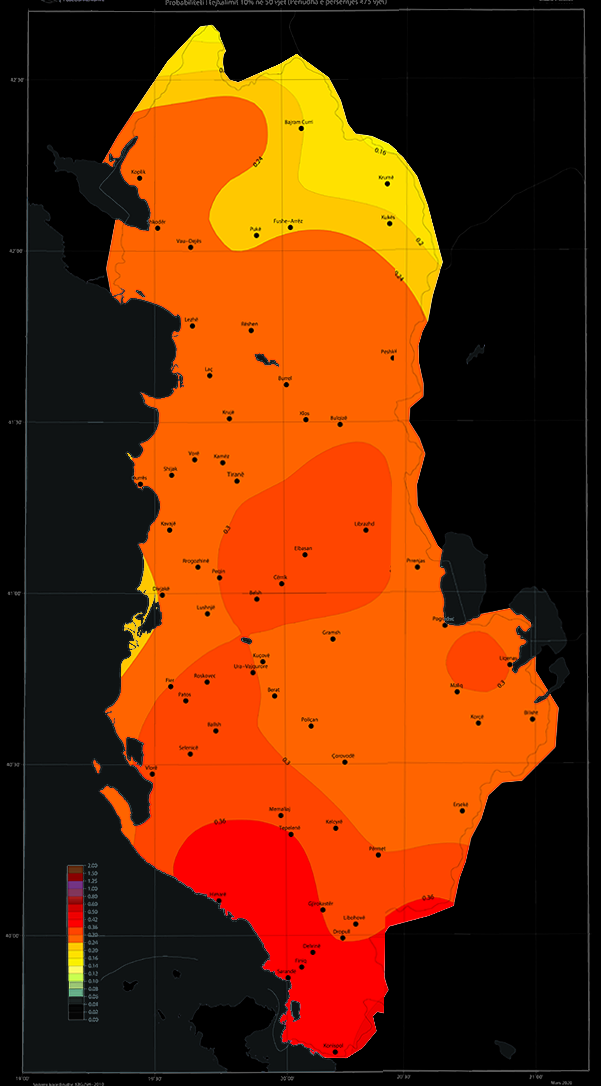 Probabiliteti i tejkalimit 10% në 50 vjet (Periudha e përsëritjes 475 vjet)
42°30'
Bajram Curri
0.16
0.24
Koplik
Krumë
Kukës
Shkodër
Fushë-Arrëz
Pukë
0.2
Vau-Dejës
42°00'
0.24
Lezhë
Rrëshen
Peshkë
Laç
Burrel
Krujë
Klos
Bulqizë
41°30'
Vorë
Kamëz
Shijak
Tiranë
Durrës
Kavajë
0.3
Librazhd
Elbasan
Rrogozhinë
Prrenjas
Peqin
Cërrik
41°00'
Divjakë
Belsh
Lushnjë
Pogradec
Gramsh
Kuçovë
Ura-Vajgurore
Liqenas
Roskovec
Fier
0.3
Maliq
Patos
Berat
Korçë
Bilisht
Poliçan
Ballsh
Selenicë
0.3
Çorovodë
40°30'
Vlorë
Ersekë
Memaliaj
0.36
Këlcyrë
Tepelenë
Përmet
2.00
1.50
1.25
1.00
0.80
0.60
0.50
0.42
0.36
0.30
0.24
0.20
0.16
0.14
0.12
0.10
0.08
0.06
0.04
0.02
0.00
Himarë
0.36
Gjirokastër
Libohovë
40°00'
Dropull
Delvinë
Finiq
Sarandë
Konispol
19°00'
19°30'
20°00'
20°30'
21°00'